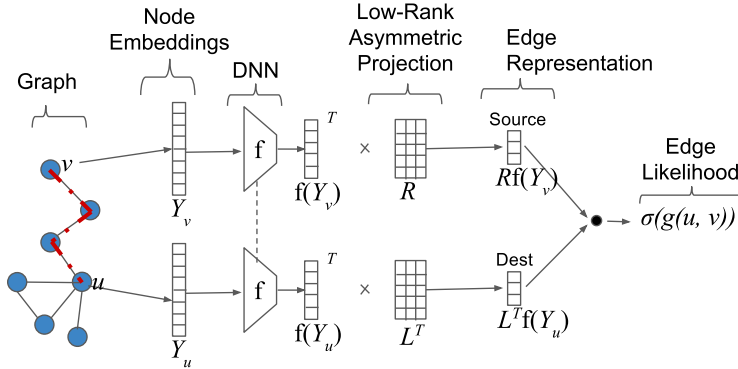 Graph
Node
Embeddings
DNN
Low-Rank
Asymmetric
Projection
Edge
Representation
v
Y_v
f
T
f(Y_v)
×
R
Source
Rf(Y_v)
Edge
Likelihood
σ(g(u, v))
u
Y_u
f
T
f(Y_u)
×
L^T
Dest
L^Tf(Y_u)